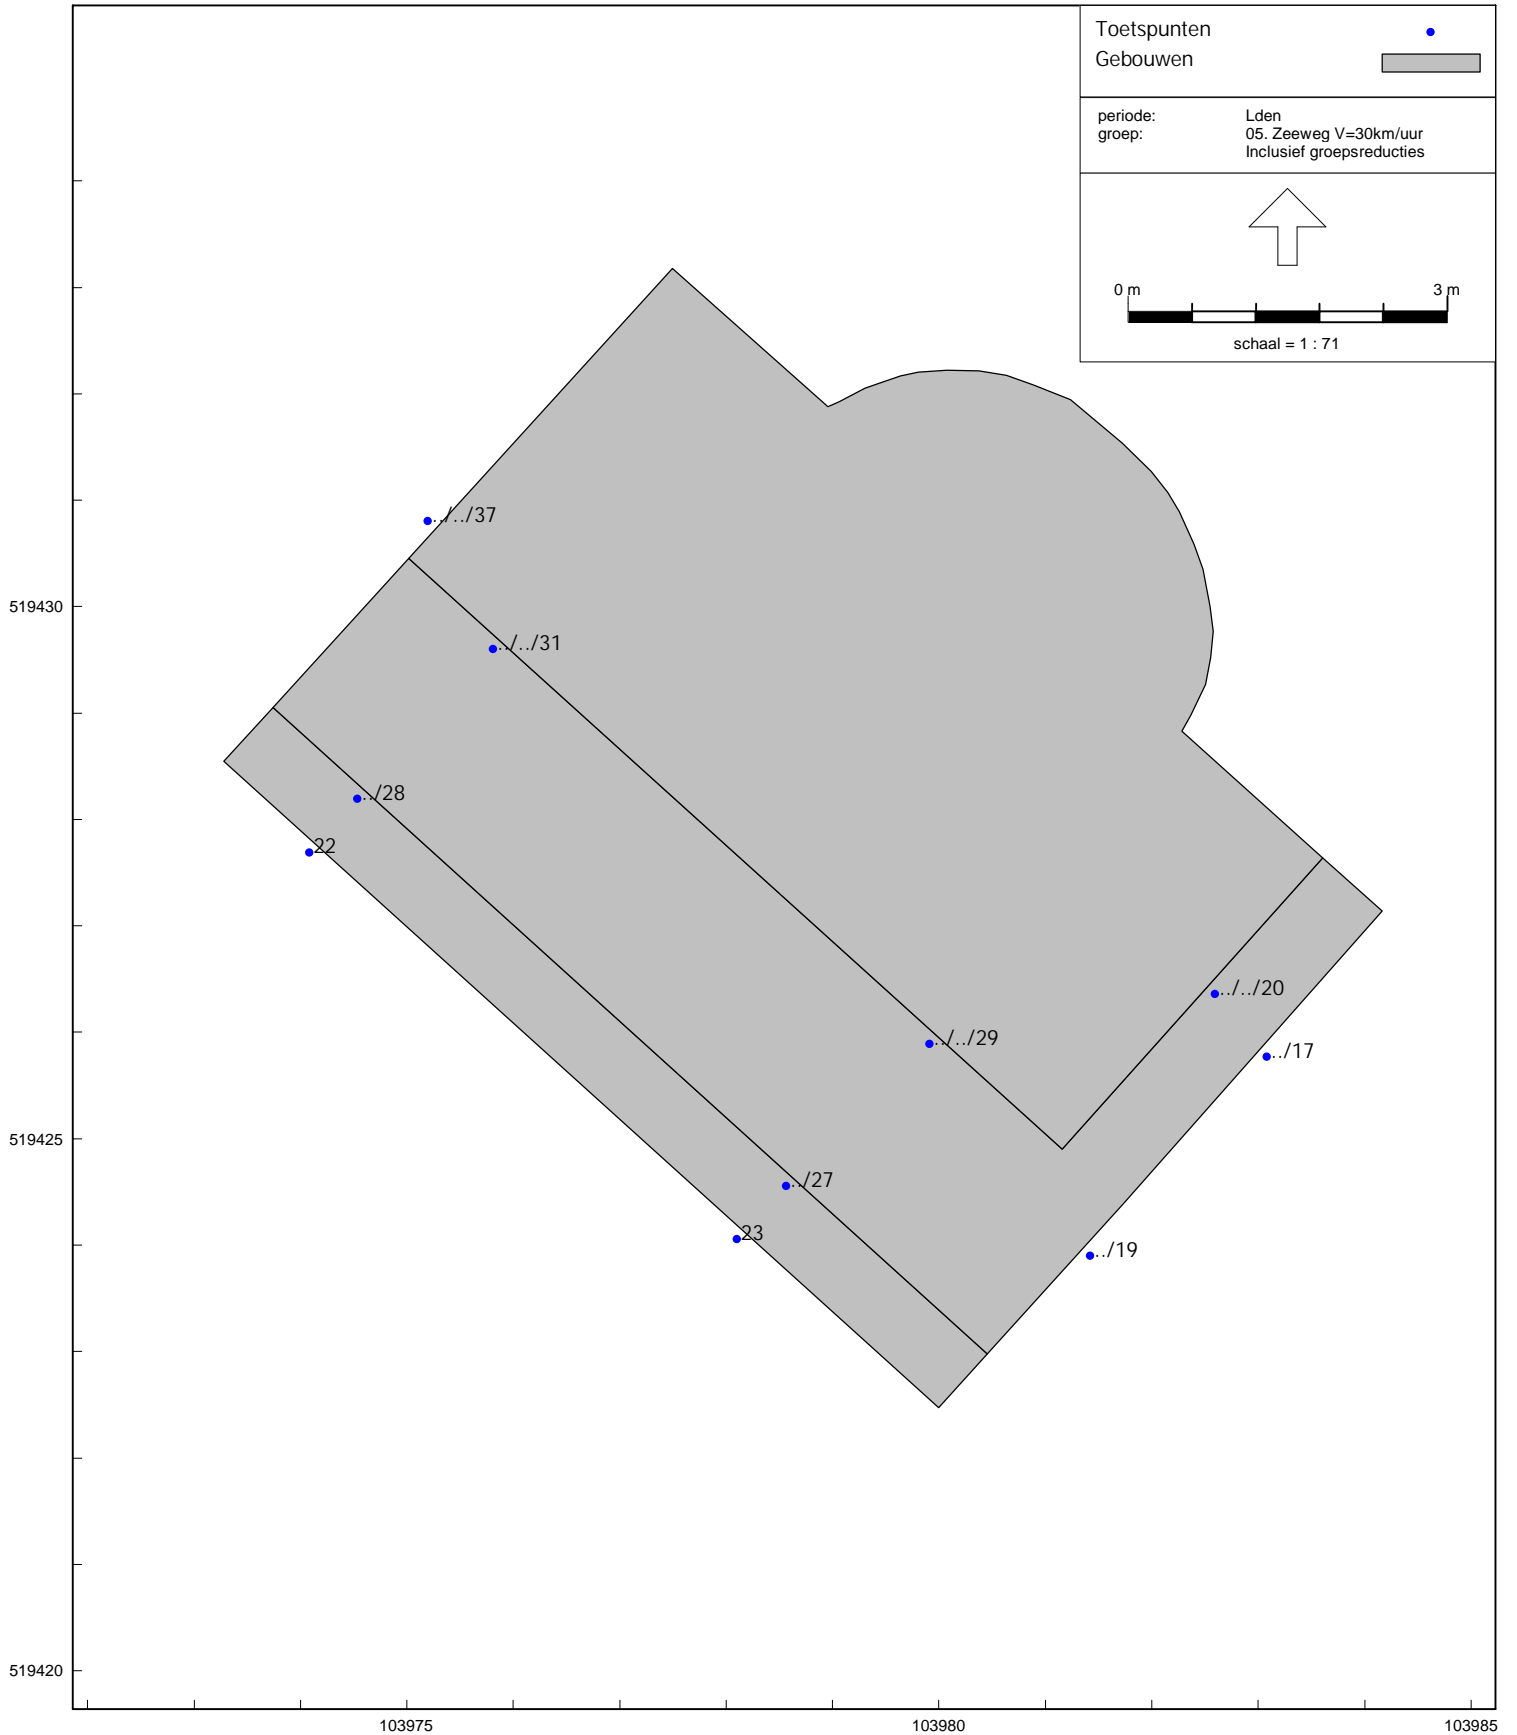 Toetspunten
Gebouwen
periode: Lden
groep: 05. Zeeweg V=30km/uur
Inclusief groepsreducties
0 m 3 m
schaal = 1 : 71
../../37
519430
../../31
../28
22
../../20
../../29
../17
519425
../27
23
../19
519420
103975 103980 103985